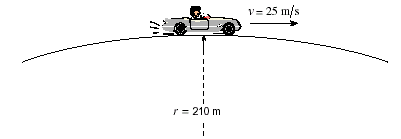 v = 25 m/s
r = 210 m